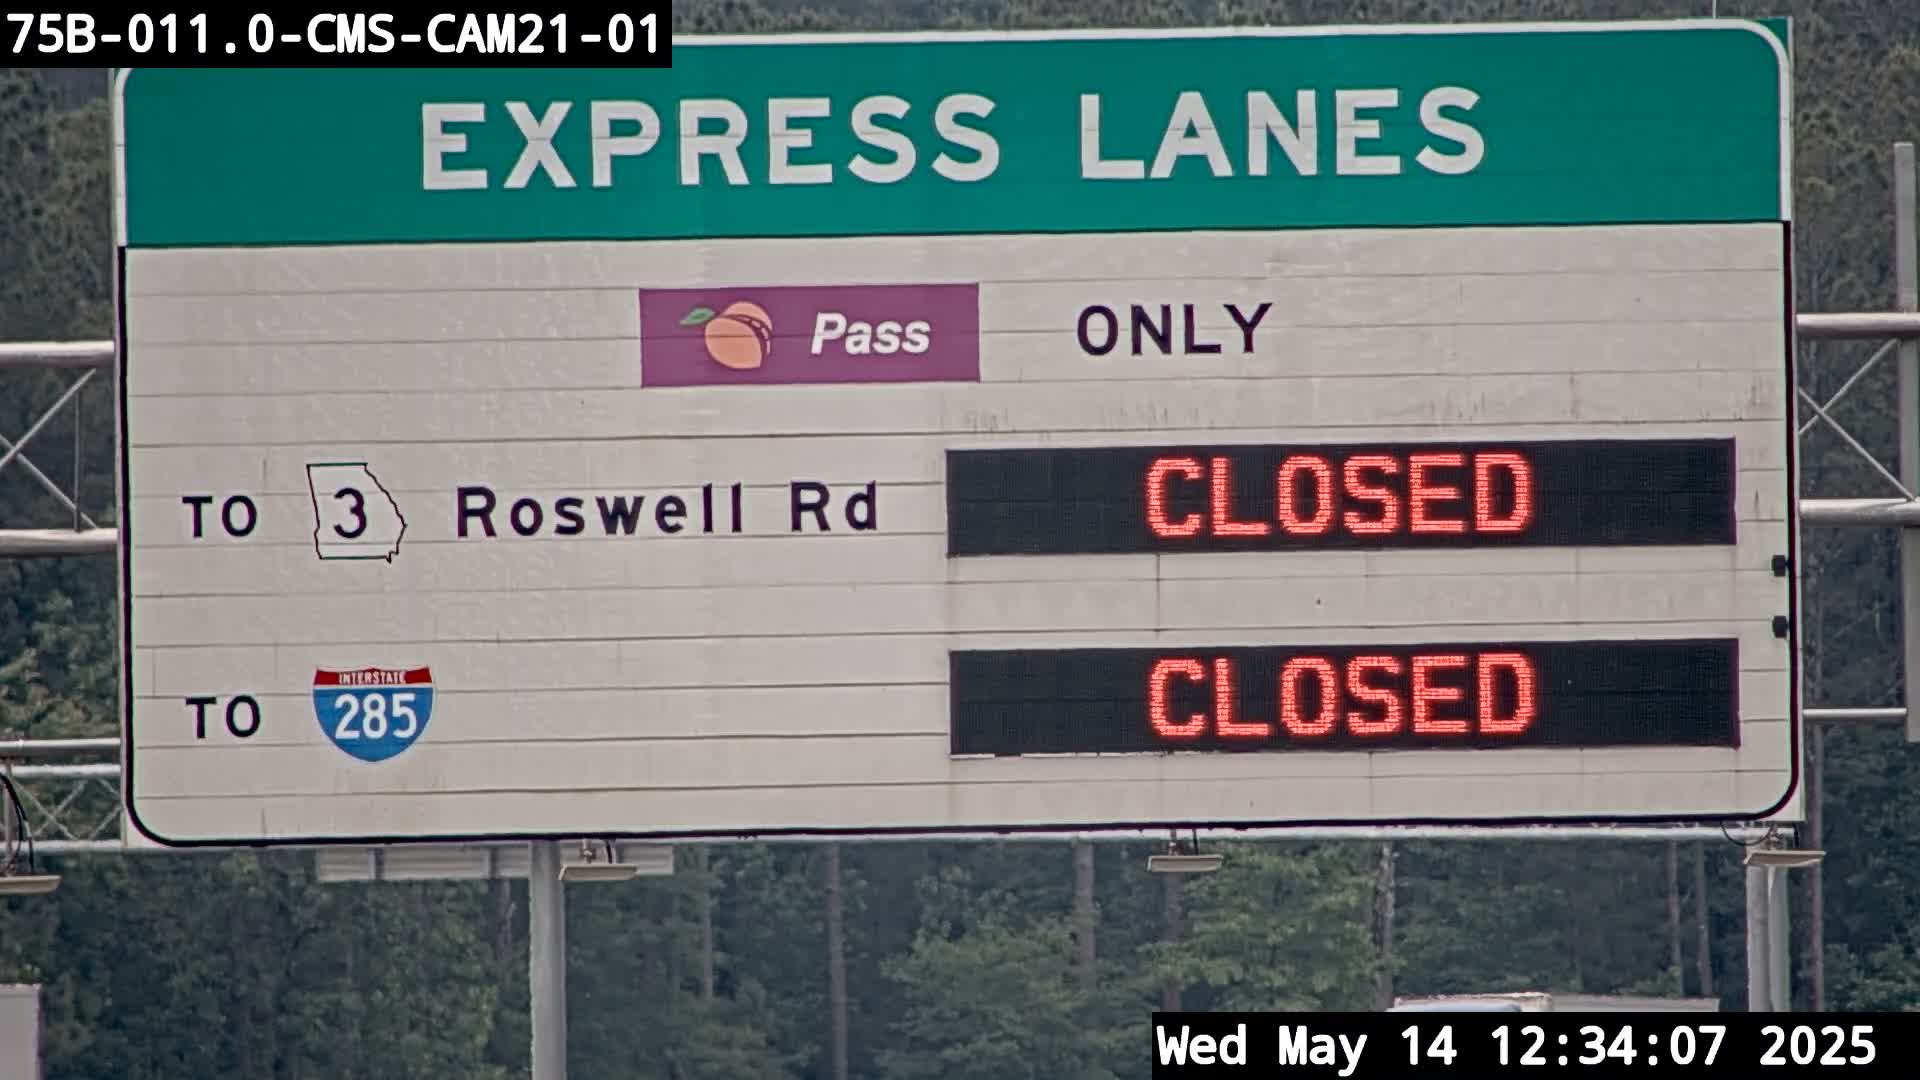 75B-011.0-CMS-CAM21-01
EXPRESS LANES
Pass ONLY
TO 3 Roswell Rd CLOSED
TO INTERSTATE 285 CLOSED
Wed May 14 12:34:07 2025